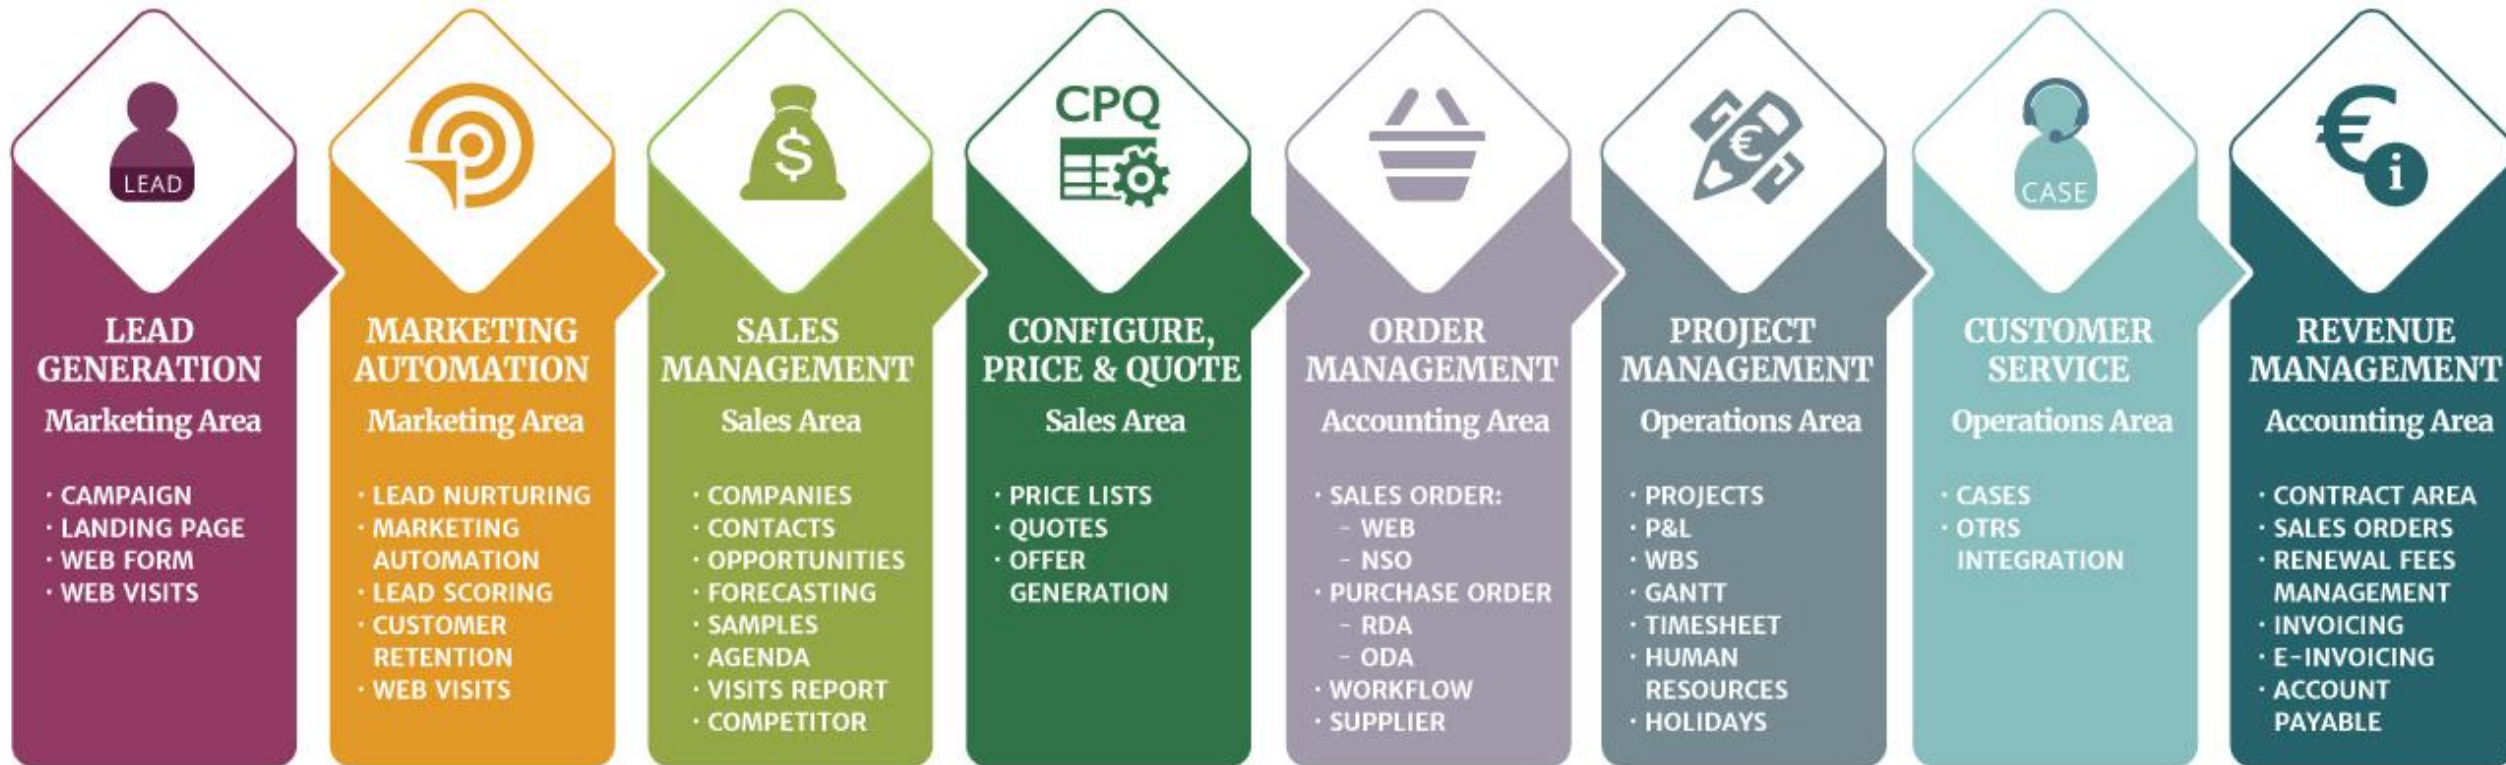 LEAD
LEAD
GENERATION
Marketing Area
· CAMPAIGN
· LANDING PAGE
· WEB FORM
· WEB VISITS
MARKETING
AUTOMATION
Marketing Area
· LEAD NURTURING
· MARKETING
AUTOMATION
· LEAD SCORING
· CUSTOMER
RETENTION
· WEB VISITS
$
SALES
MANAGEMENT
Sales Area
· COMPANIES
· CONTACTS
· OPPORTUNITIES
· FORECASTING
· SAMPLES
· AGENDA
· VISITS REPORT
· COMPETITOR
CPQ
CONFIGURE,
PRICE & QUOTE
Sales Area
· PRICE LISTS
· QUOTES
· OFFER
GENERATION
ORDER
MANAGEMENT
Accounting Area
· SALES ORDER:
- WEB
- NSO
· PURCHASE ORDER
- RDA
- ODA
· WORKFLOW
· SUPPLIER
€
PROJECT
MANAGEMENT
Operations Area
· PROJECTS
· P&L
· WBS
· GANTT
· TIMESHEET
· HUMAN
RESOURCES
· HOLIDAYS
CASE
CUSTOMER
SERVICE
Operations Area
· CASES
· OTRS
INTEGRATION
€
i
REVENUE
MANAGEMENT
Accounting Area
· CONTRACT AREA
· SALES ORDERS
· RENEWAL FEES
MANAGEMENT
· INVOICING
· E-INVOICING
· ACCOUNT
PAYABLE